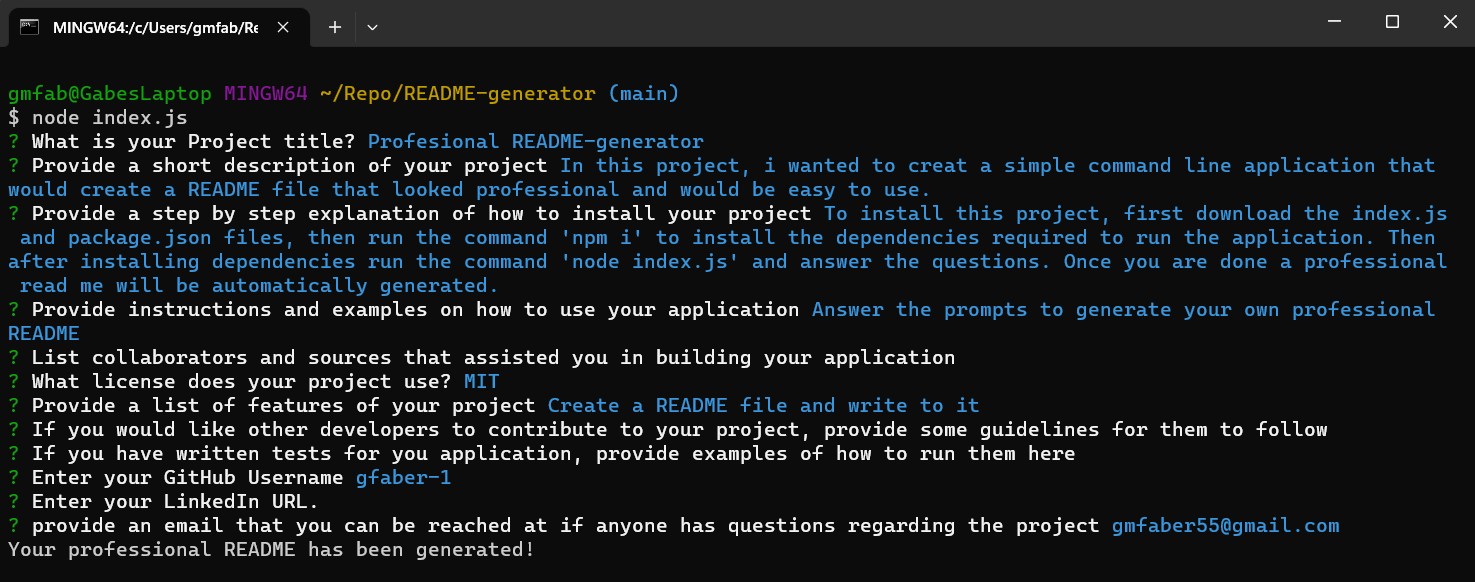 MINGW64:/c/Users/gmfab/Re
gmfab@GabesLaptop MINGW64 ~/Repo/README-generator (main)
$ node index.js
? What is your Project title? Profesional README-generator
? Provide a short description of your project In this project, i wanted to creat a simple command line application that
would create a README file that looked professional and would be easy to use.
? Provide a step by step explanation of how to install your project To install this project, first download the index.js
and package.json files, then run the command 'npm i' to install the dependencies required to run the application. Then
after installing dependencies run the command 'node index.js' and answer the questions. Once you are done a professional
read me will be automatically generated.
? Provide instructions and examples on how to use your application Answer the prompts to generate your own professional
README
? List collaborators and sources that assisted you in building your application
? What license does your project use? MIT
? Provide a list of features of your project Create a README file and write to it
? If you would like other developers to contribute to your project, provide some guidelines for them to follow
? If you have written tests for you application, provide examples of how to run them here
? Enter your GitHub Username gfaber-1
? Enter your LinkedIn URL.
? provide an email that you can be reached at if anyone has questions regarding the project gmfaber55@gmail.com
Your professional README has been generated!